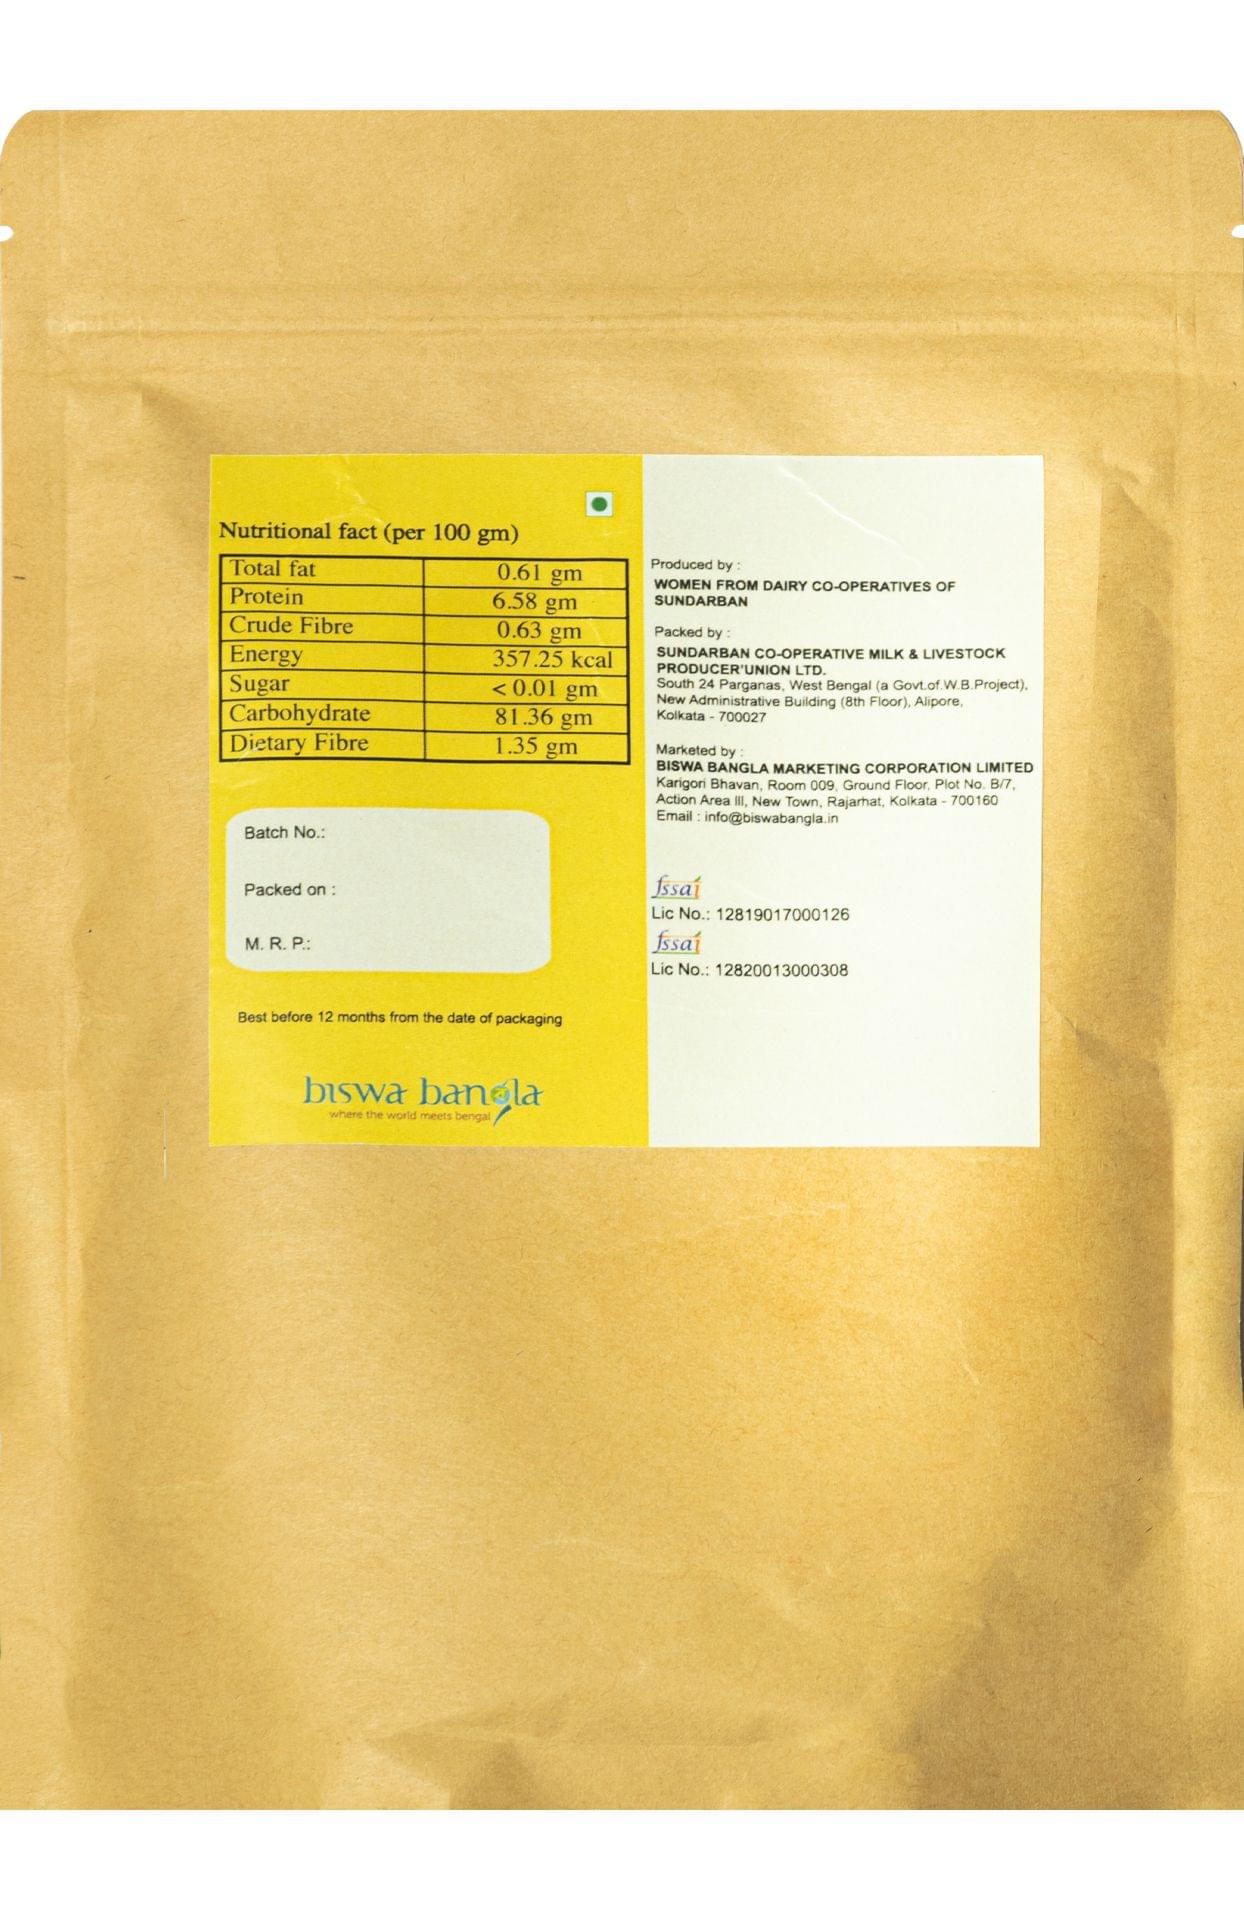 Nutritional fact (per 100 gm)
Total fat 0.61 gm
Protein 6.58 gm
Crude Fibre 0.63 gm
Energy 357.25 kcal
Sugar < 0.01 gm
Carbohydrate 81.36 gm
Dietary Fibre 1.35 gm
Batch No.:
Packed on :
M. R. P.:
Best before 12 months from the date of packaging
biswa bangla
where the world meets bengal
Produced by :
WOMEN FROM DAIRY CO-OPERATIVES OF
SUNDARBAN
Packed by :
SUNDARBAN CO-OPERATIVE MILK & LIVESTOCK
PRODUCER'UNION LTD.
South 24 Parganas, West Bengal (a Govt.of.W.B.Project),
New Administrative Building (8th Floor), Alipore,
Kolkata - 700027
Marketed by :
BISWA BANGLA MARKETING CORPORATION LIMITED
Karigori Bhavan, Room 009, Ground Floor, Plot No. B/7,
Action Area III, New Town, Rajarhat, Kolkata - 700160
Email : info@biswabangla.in
fssai
Lic No.: 12819017000126
fssai
Lic No.: 12820013000308